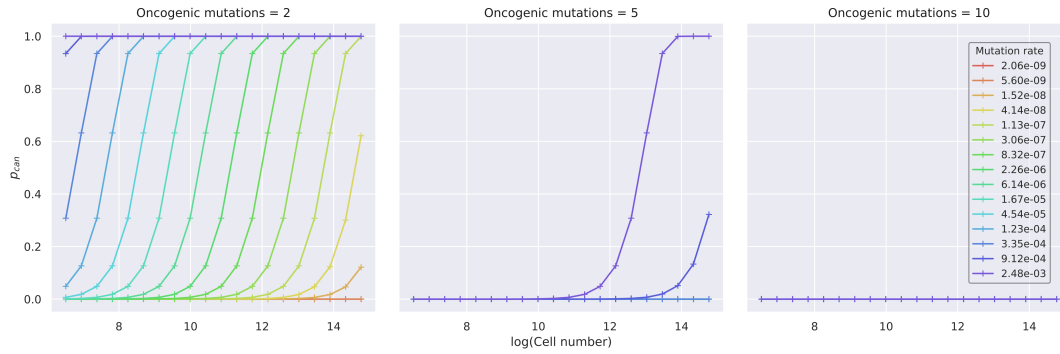 Oncogenic mutations = 2
Oncogenic mutations = 5
Oncogenic mutations = 10
p_can
1.0
0.8
0.6
0.4
0.2
0.0
8 10 12 14
8 10 12 14
8 10 12 14
log(Cell number)
Mutation rate
2.06e-09
5.60e-09
1.52e-08
4.14e-08
1.13e-07
3.06e-07
8.32e-07
2.26e-06
6.14e-06
1.67e-05
4.54e-05
1.23e-04
3.35e-04
9.12e-04
2.48e-03